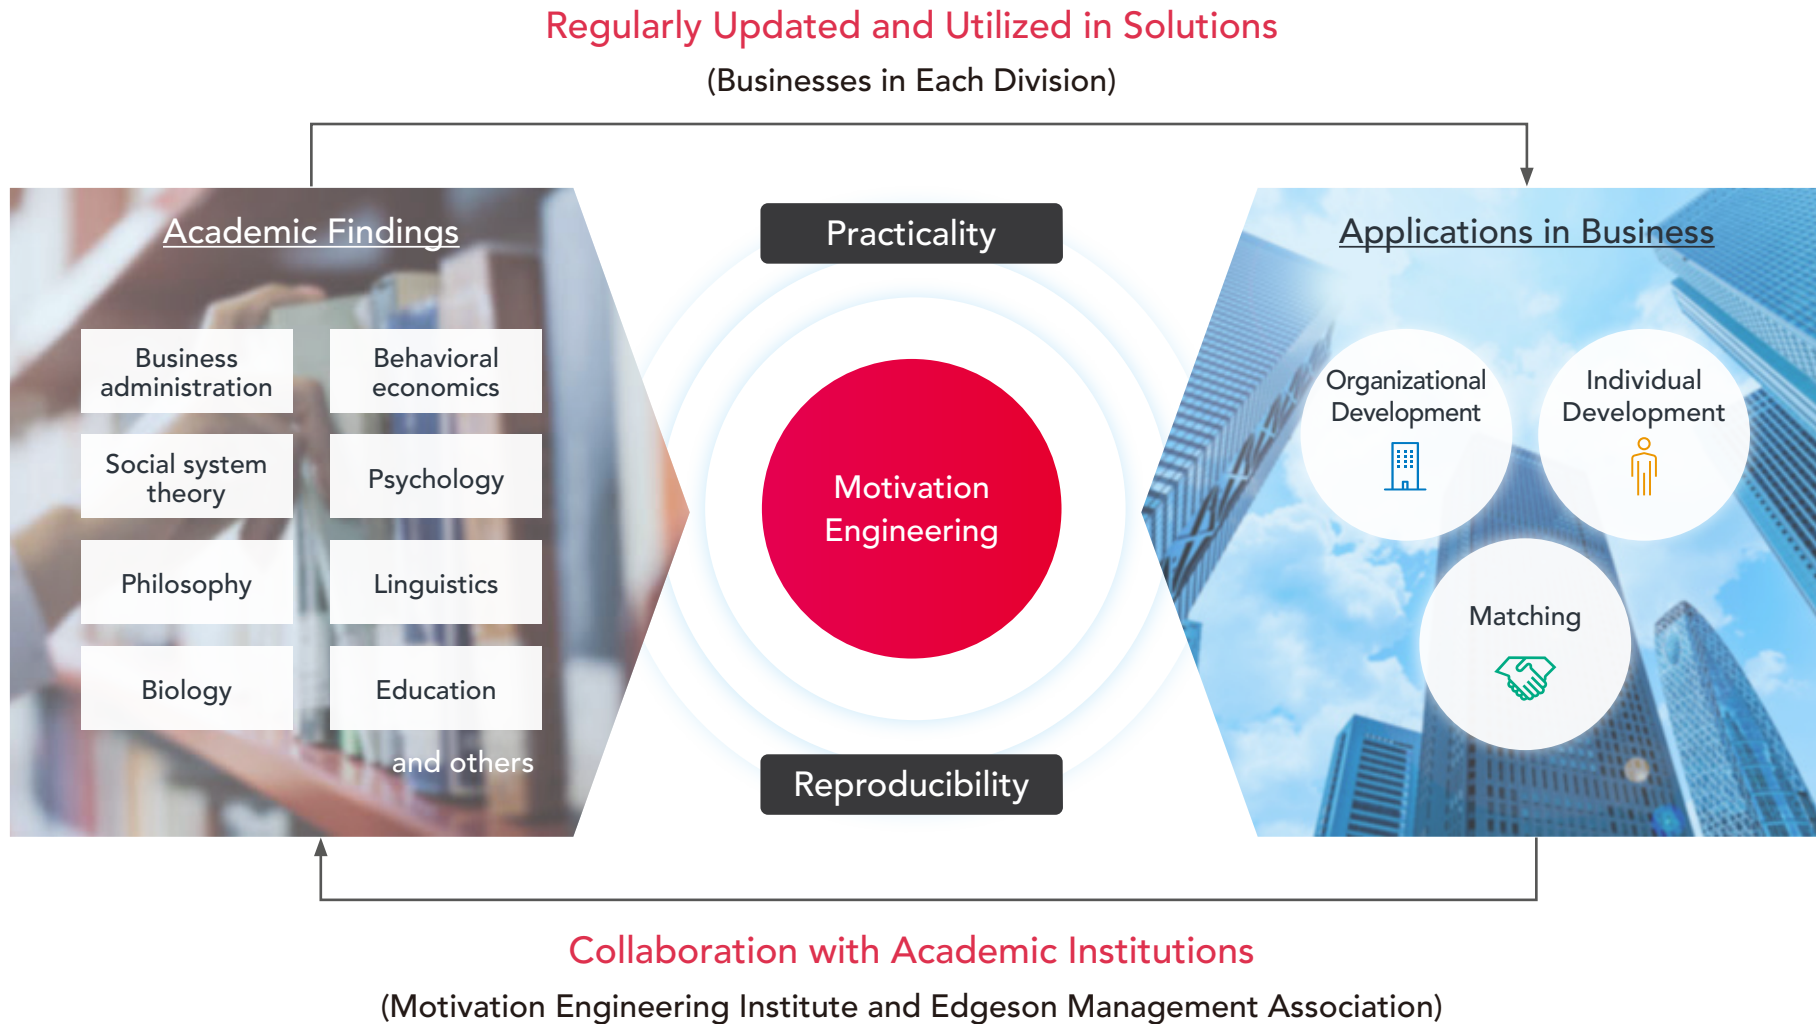 Regularly Updated and Utilized in Solutions
(Businesses in Each Division)
Academic Findings
Business
administration
Behavioral
economics
Social system
theory
Psychology
Philosophy
Linguistics
Biology
Education
and others
Practicality
Motivation
Engineering
Reproducibility
Applications in Business
Organizational
Development
Individual
Development
Matching
Collaboration with Academic Institutions
(Motivation Engineering Institute and Edgeson Management Association)